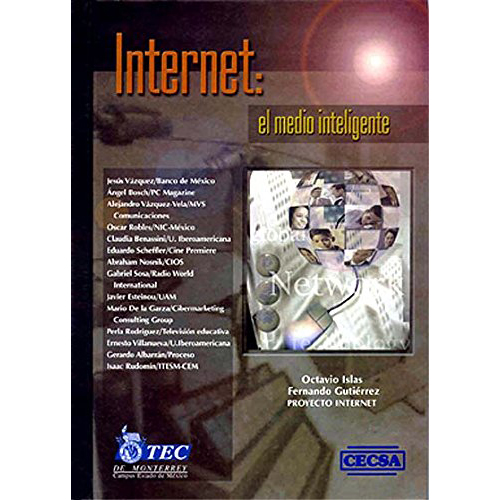 Internet:
el medio inteligente
Jesús Vázquez/Banco de México
Ángel Bosch/PC Magazine
Alejandro Vázquez-Vela/MVS
Comunicaciones
Oscar Robles/NIC-México
Claudia Benassini/U. Iberoamericana
Eduardo Scheffler/Cine Premiere
Abraham Nosnik/CIOS
Gabriel Sosa/Radio World
International
Javier Esteinou/UAM
Mario De la Garza/Cibermarketing
Consulting Group
Perla Rodríguez/Televisión educativa
Ernesto Villanueva/U.Iberoamericana
Gerardo Albarrán/Proceso
Isaac Rudomín/ITESM-CEM
Network
Octavio Islas
Fernando Gutiérrez
PROYECTO INTERNET
TEC
DE MONTERREY
Campus Estado de México
CECSA